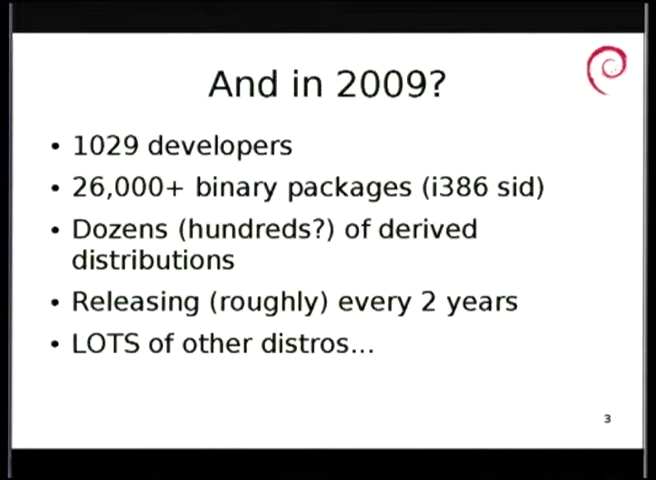 And in 2009?
• 1029 developers
• 26,000+ binary packages (i386 sid)
• Dozens (hundreds?) of derived
distributions
• Releasing (roughly) every 2 years
• LOTS of other distros...
3